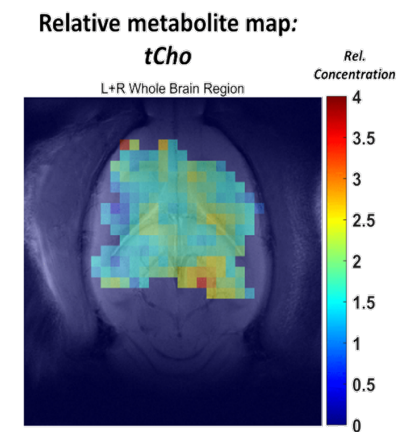 Relative metabolite map:
tCho
Rel.
Concentration
L+R Whole Brain Region
4
3.5
3
2.5
2
1.5
1
0.5
0